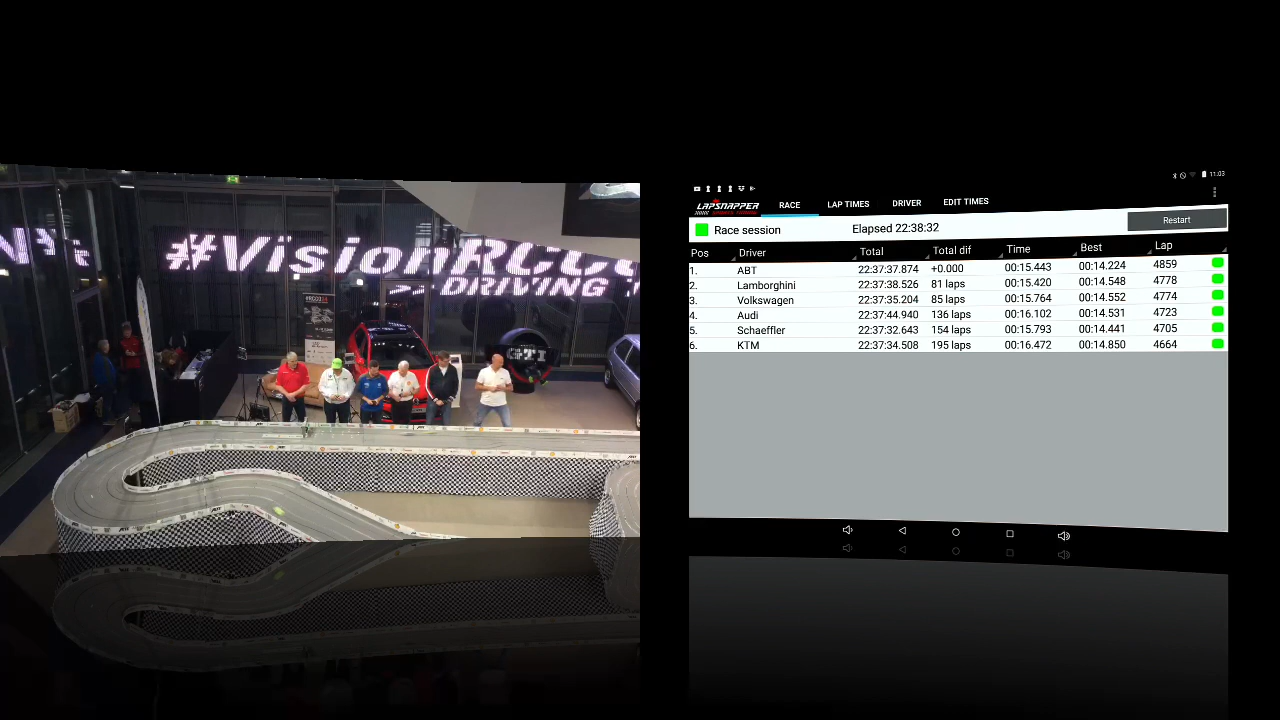 #VisionRCCO
>> DRIVING
#RCCO24
GTI
11:03
LAPSNAPPER
RACE
LAP TIMES
DRIVER
EDIT TIMES
Race session
Elapsed 22:38:32
Restart
Pos Driver Total Total dif Time Best Lap
1. ABT 22:37:37.874 +0.000 00:15.443 00:14.224 4859
2. Lamborghini 22:37:38.526 81 laps 00:15.420 00:14.548 4778
3. Volkswagen 22:37:35.204 85 laps 00:15.764 00:14.552 4774
4. Audi 22:37:44.940 136 laps 00:16.102 00:14.531 4723
5. Schaeffler 22:37:32.643 154 laps 00:15.793 00:14.441 4705
6. KTM 22:37:34.508 195 laps 00:16.472 00:14.850 4664